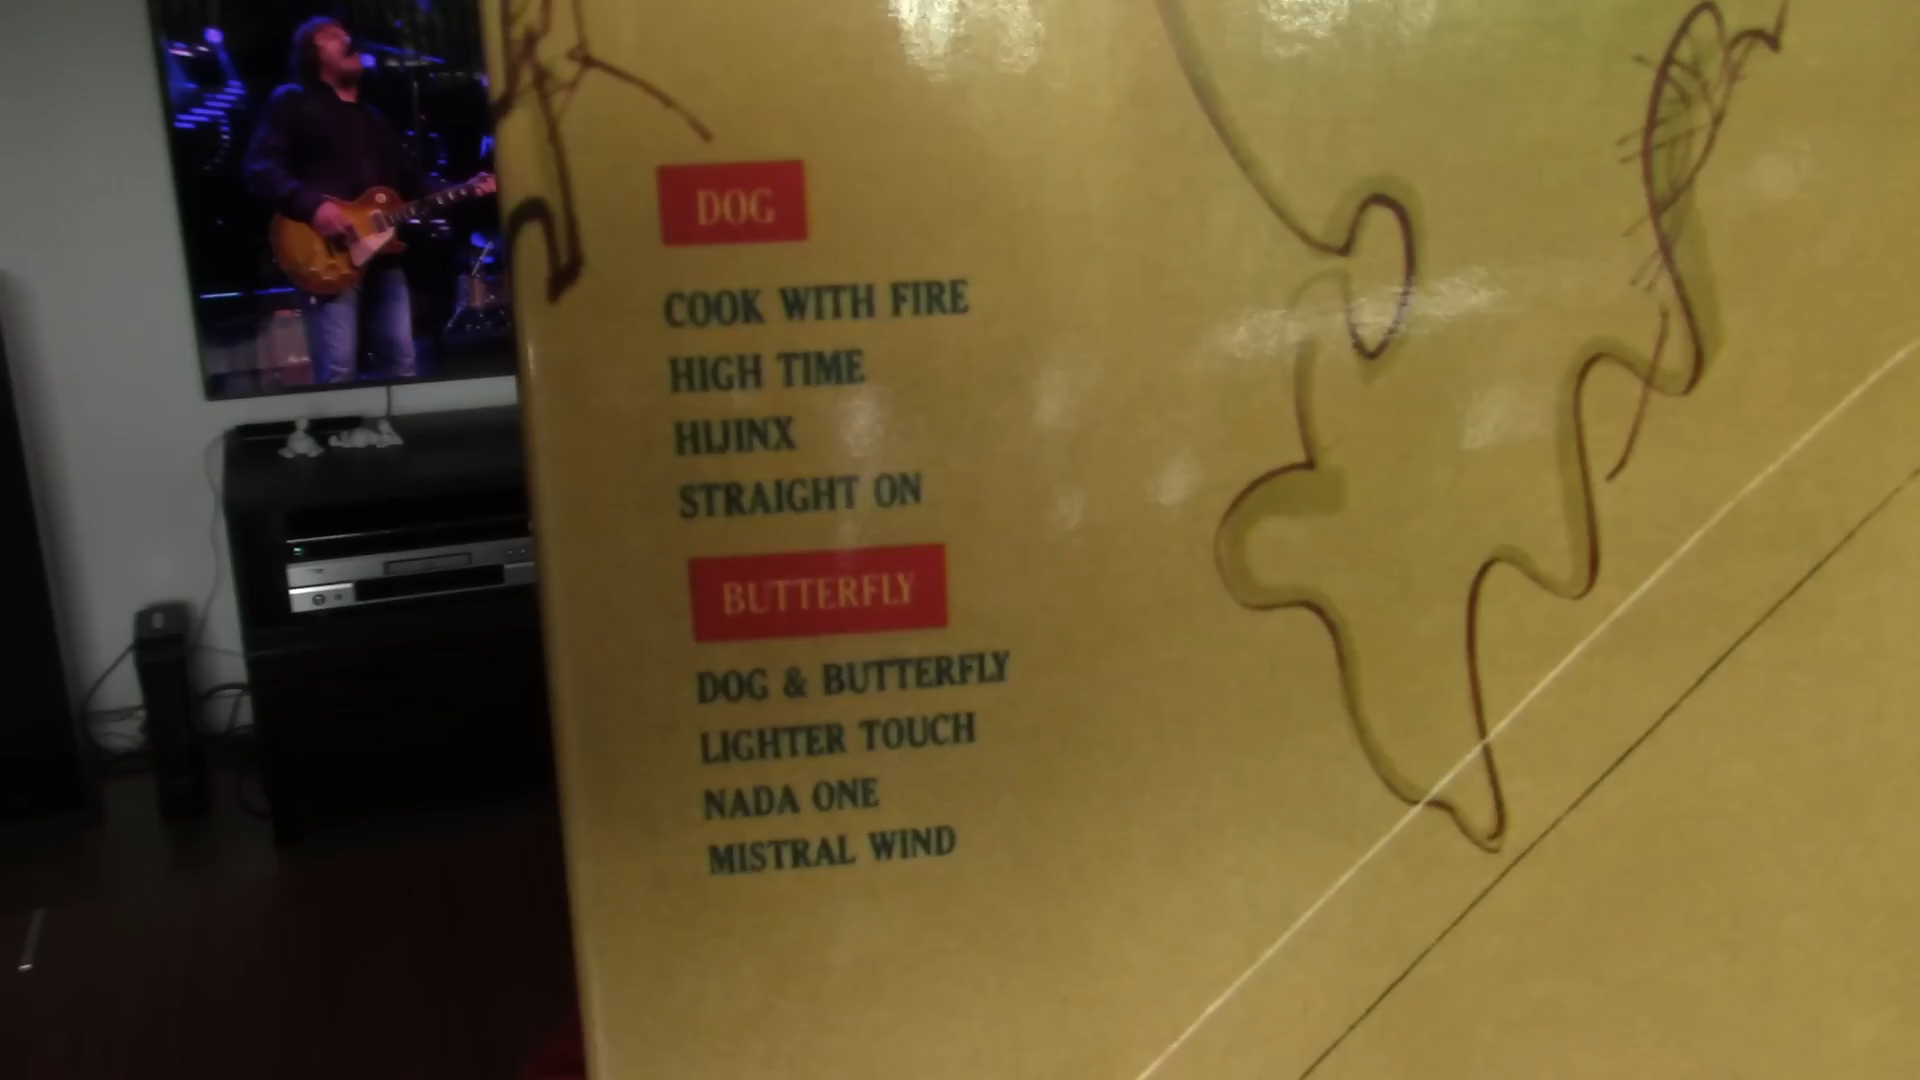 DOG
COOK WITH FIRE
HIGH TIME
HIJINX
STRAIGHT ON
BUTTERFLY
DOG & BUTTERFLY
LIGHTER TOUCH
NADA ONE
MISTRAL WIND